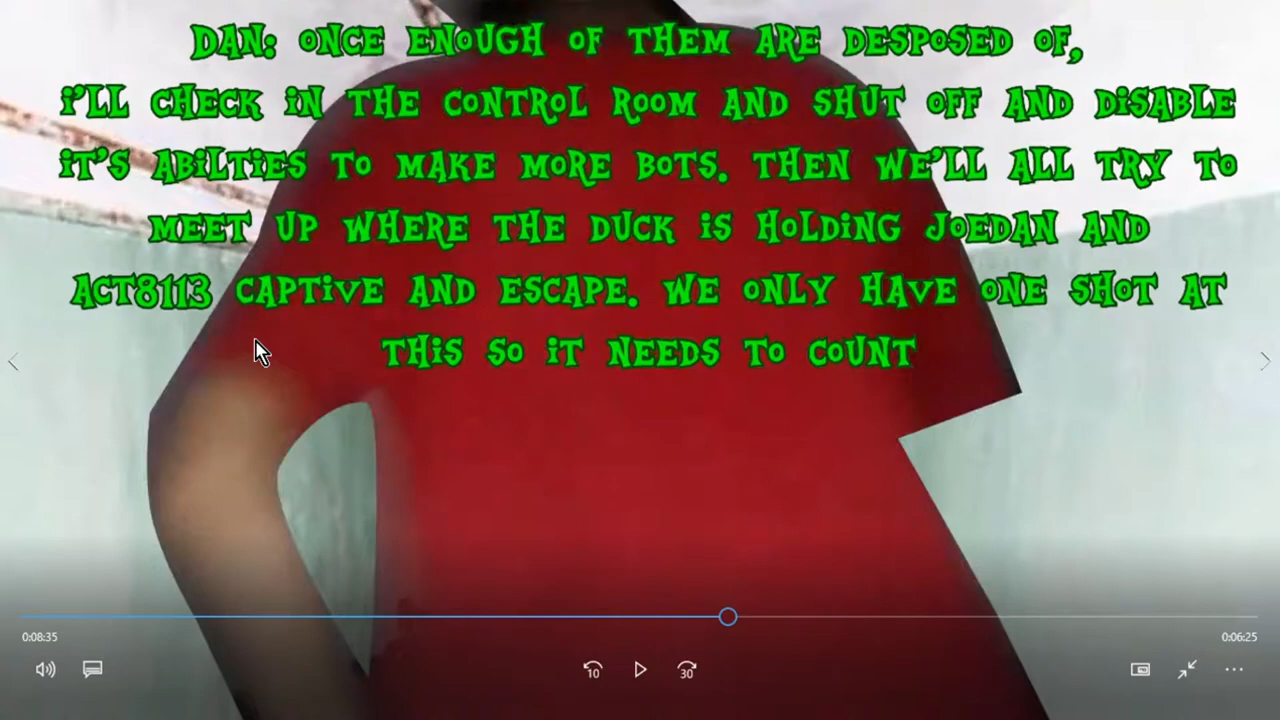 DAN: ONCE ENOUGH OF THEM ARE DESPOSED OF,
i'LL CHECK iN THE CONTROL ROOM AND SHUT OFF AND DiSABLE
iT'S ABiLTiES TO MAKE MORE BOTS. THEN WE'LL ALL TRY TO
MEET UP WHERE THE DUCK iS HOLDiNG JOEDAN AND
ACT8113 CAPTiVE AND ESCAPE. WE ONLY HAVE ONE SHOT AT
THiS SO iT NEEDS TO COUNT
0:08:35 0:06:25
10 30